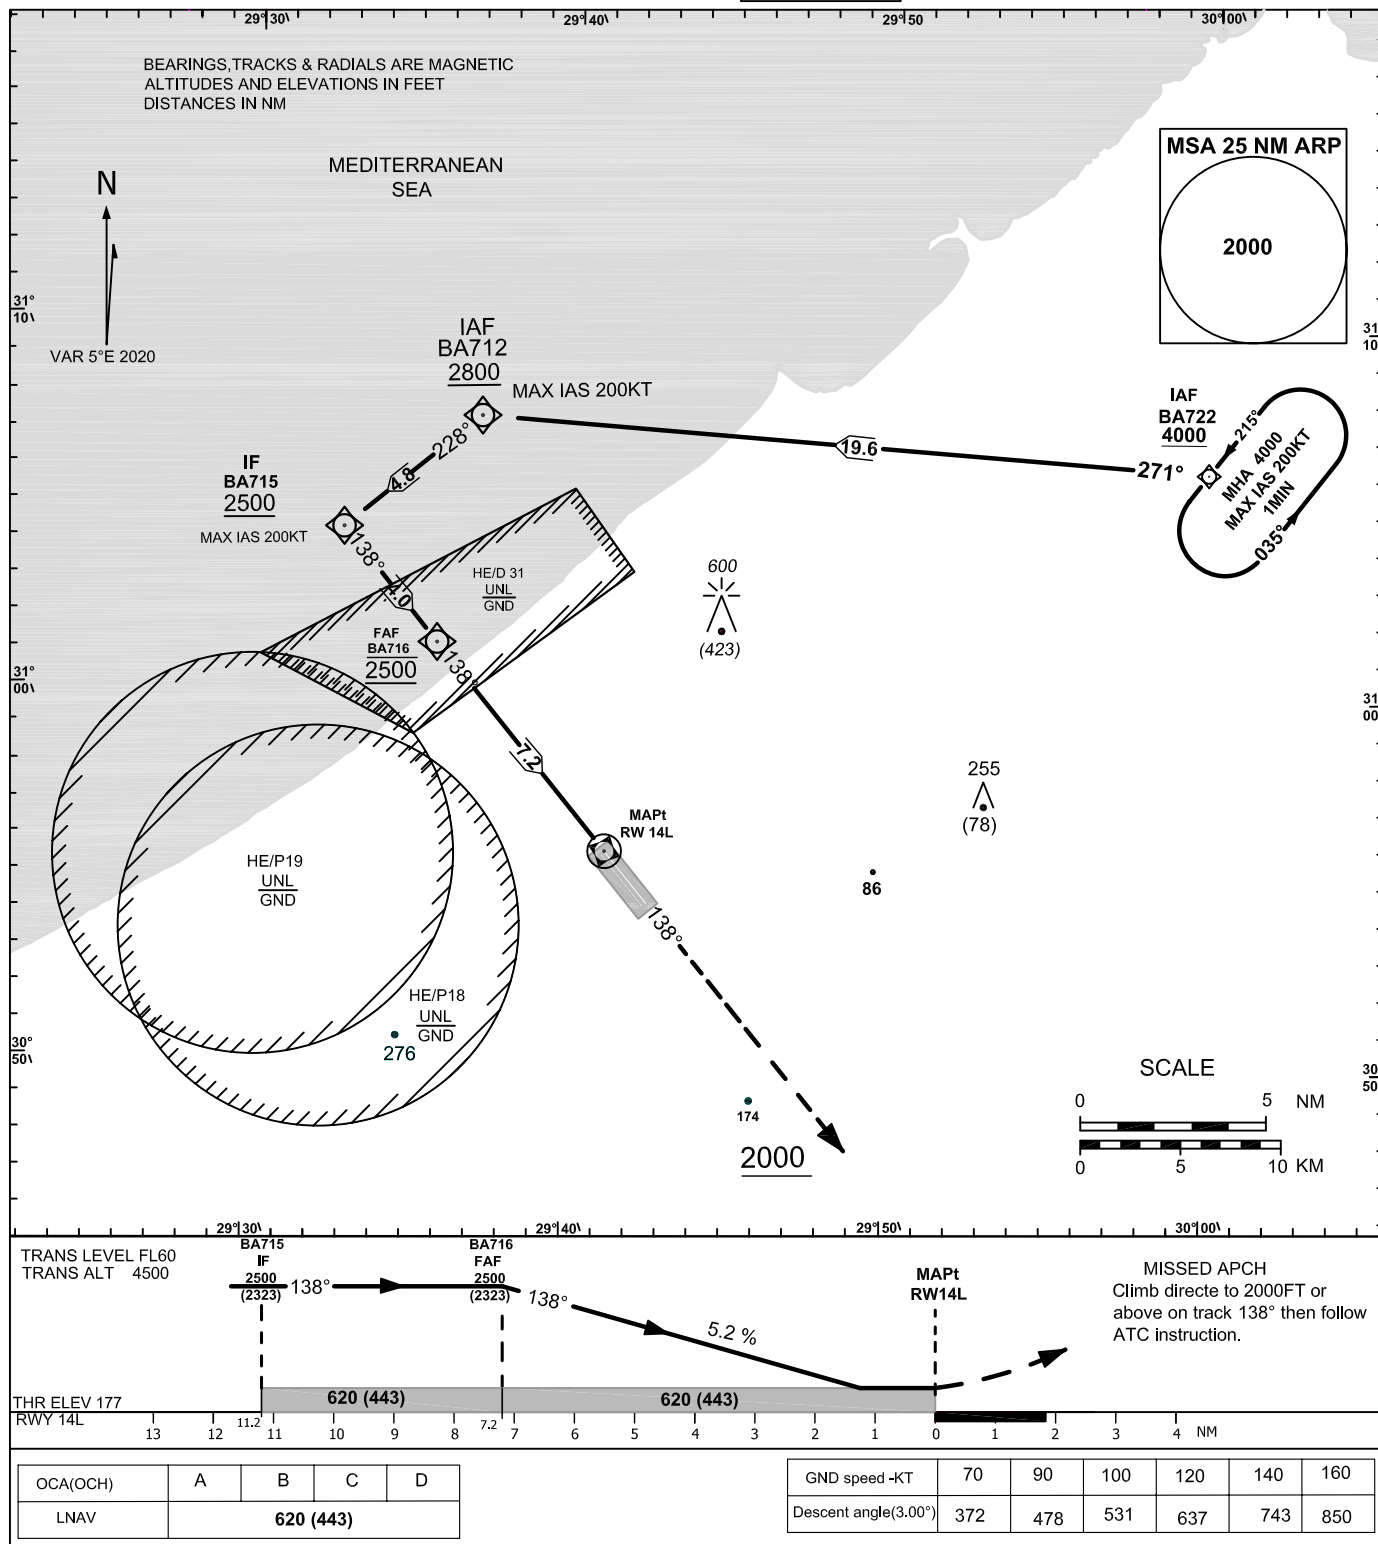 29°30\ 29°40 29°50 30°00\
BEARINGS,TRACKS & RADIALS ARE MAGNETIC
ALTITUDES AND ELEVATIONS IN FEET
DISTANCES IN NM
MEDITERRANEAN
SEA
N
VAR 5°E 2020
MSA 25 NM ARP
2000
31°
10\
31
10
IAF
BA712
2800
MAX IAS 200KT
228°
4.8
19.6
271°
IAF
BA722
4000
215°
MHA 4000
MAX IAS 200KT
1MIN
035°
IF
BA715
2500
MAX IAS 200KT
138°
4.0
HE/D 31
UNL
GND
FAF
BA716
2500
138°
600
(423)
31°
00\
31
00
7.2
255
(78)
MAPt
RW 14L
86
HE/P19
UNL
GND
138°
HE/P18
UNL
GND
276
30°
50\
30
50
174
2000
SCALE
0 5 NM
0 5 10 KM
29°30\ 29°40 29°50 30°00\
TRANS LEVEL FL60
TRANS ALT 4500
BA715
IF
2500
(2323)
138°
BA716
FAF
2500
(2323)
138°
5.2 %
MAPt
RW14L
MISSED APCH
Climb directe to 2000FT or
above on track 138° then follow
ATC instruction.
THR ELEV 177
RWY 14L
620 (443) 620 (443)
13 12 11.2 11 10 9 8 7.2 7 6 5 4 3 2 1 0 1 2 3 4 NM
OCA(OCH) A B C D
LNAV 620 (443)
GND speed -KT 70 90 100 120 140 160
Descent angle(3.00°) 372 478 531 637 743 850